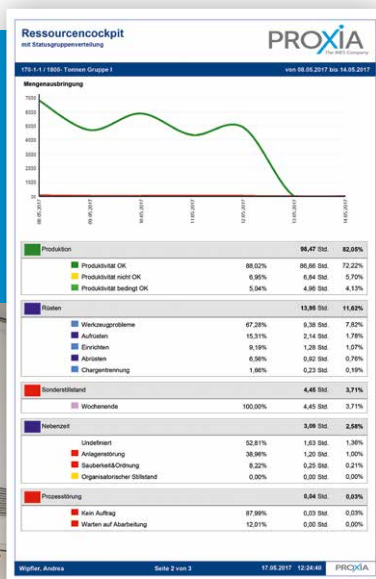 Ressourcencockpit
mit Statusgruppenverteilung
PROXIA
The MES Company
170-1-1 / 1800- Tonnen Gruppe I von 08.05.2017 bis 14.05.2017
Mengenausbringung
7000
6000
5000
4000
3000
2000
1000
08.05.2017 09.05.2017 10.05.2017 11.05.2017 12.05.2017 13.05.2017 14.05.2017
Produktion 98,47 Std. 82,05%
Produktivität OK 88,02% 86,66 Std. 72,22%
Produktivität nicht OK 6,95% 6,84 Std. 5,70%
Produktivität bedingt OK 5,04% 4,96 Std. 4,13%
Rüsten 13,95 Std. 11,62%
Werkzeugprobleme 67,28% 9,38 Std. 7,82%
Aufrüsten 15,31% 2,14 Std. 1,78%
Einrichten 9,19% 1,28 Std. 1,07%
Abrüsten 6,56% 0,92 Std. 0,76%
Chargentrennung 1,66% 0,23 Std. 0,19%
Sonderstillstand 4,45 Std. 3,71%
Wochenende 100,00% 4,45 Std. 3,71%
Nebenzeit 3,09 Std. 2,58%
Undefiniert 52,81% 1,63 Std. 1,36%
Anlagenstörung 38,96% 1,20 Std. 1,00%
Sauberkeit&Ordnung 8,22% 0,25 Std. 0,21%
Organisatorischer Stillstand 0,00% 0,00 Std. 0,00%
Prozesstörung 0,04 Std. 0,03%
Kein Auftrag 87,99% 0,03 Std. 0,03%
Warten auf Abarbeitung 12,01% 0,00 Std. 0,00%
Wipfler, Andrea Seite 2 von 3 17.05.2017 12:24:40 PROXIA